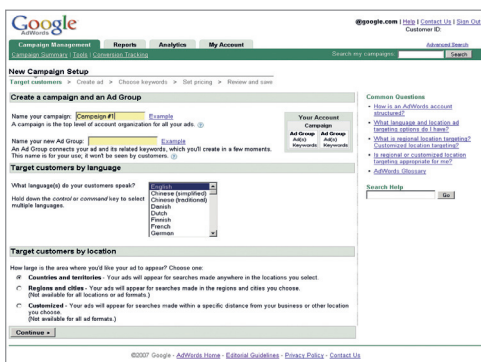 Google
AdWords
@google.com | Help | Contact Us | Sign Out
Customer ID:
Campaign Management Reports Analytics My Account
Advanced Search
Campaign Summary | Tools | Conversion Tracking
Search my campaigns: Search
New Campaign Setup
Target customers > Create ad > Choose keywords > Set pricing > Review and save
Create a campaign and an Ad Group
Name your campaign: Campaign #1 Example
A campaign is the top level of account organization for all your ads. ?
Name your new Ad Group: Example
An Ad Group connects your ad and its related keywords, which you'll create in a few moments.
This name is for your use; it won't be seen by customers. ?
Your Account
Campaign
Ad Group Ad Group
Ad(s) Ad(s)
Keywords Keywords
Target customers by language
What language(s) do your customers speak?
Hold down the control or command key to select
multiple languages.
English
Chinese (simplified)
Chinese (traditional)
Danish
Dutch
Finnish
French
German
Target customers by location
How large is the area where you'd like your ad to appear? Choose one:
Countries and territories - Your ads will appear for searches made anywhere in the locations you select.
Regions and cities - Your ads will appear for searches made in the regions and cities you choose.
(Not available for all locations or ad formats.)
Customized - Your ads will appear for searches made within a specific distance from your business or other location
you choose.
(Not available for all ad formats.)
Continue »
Common Questions
How is an AdWords account
structured?
What language and location ad
targeting options do I have?
What is regional location targeting?
Customized location targeting?
Is regional or customized location
targeting appropriate for me?
AdWords Glossary
Search Help
Go
©2007 Google - AdWords Home - Editorial Guidelines - Privacy Policy - Contact Us